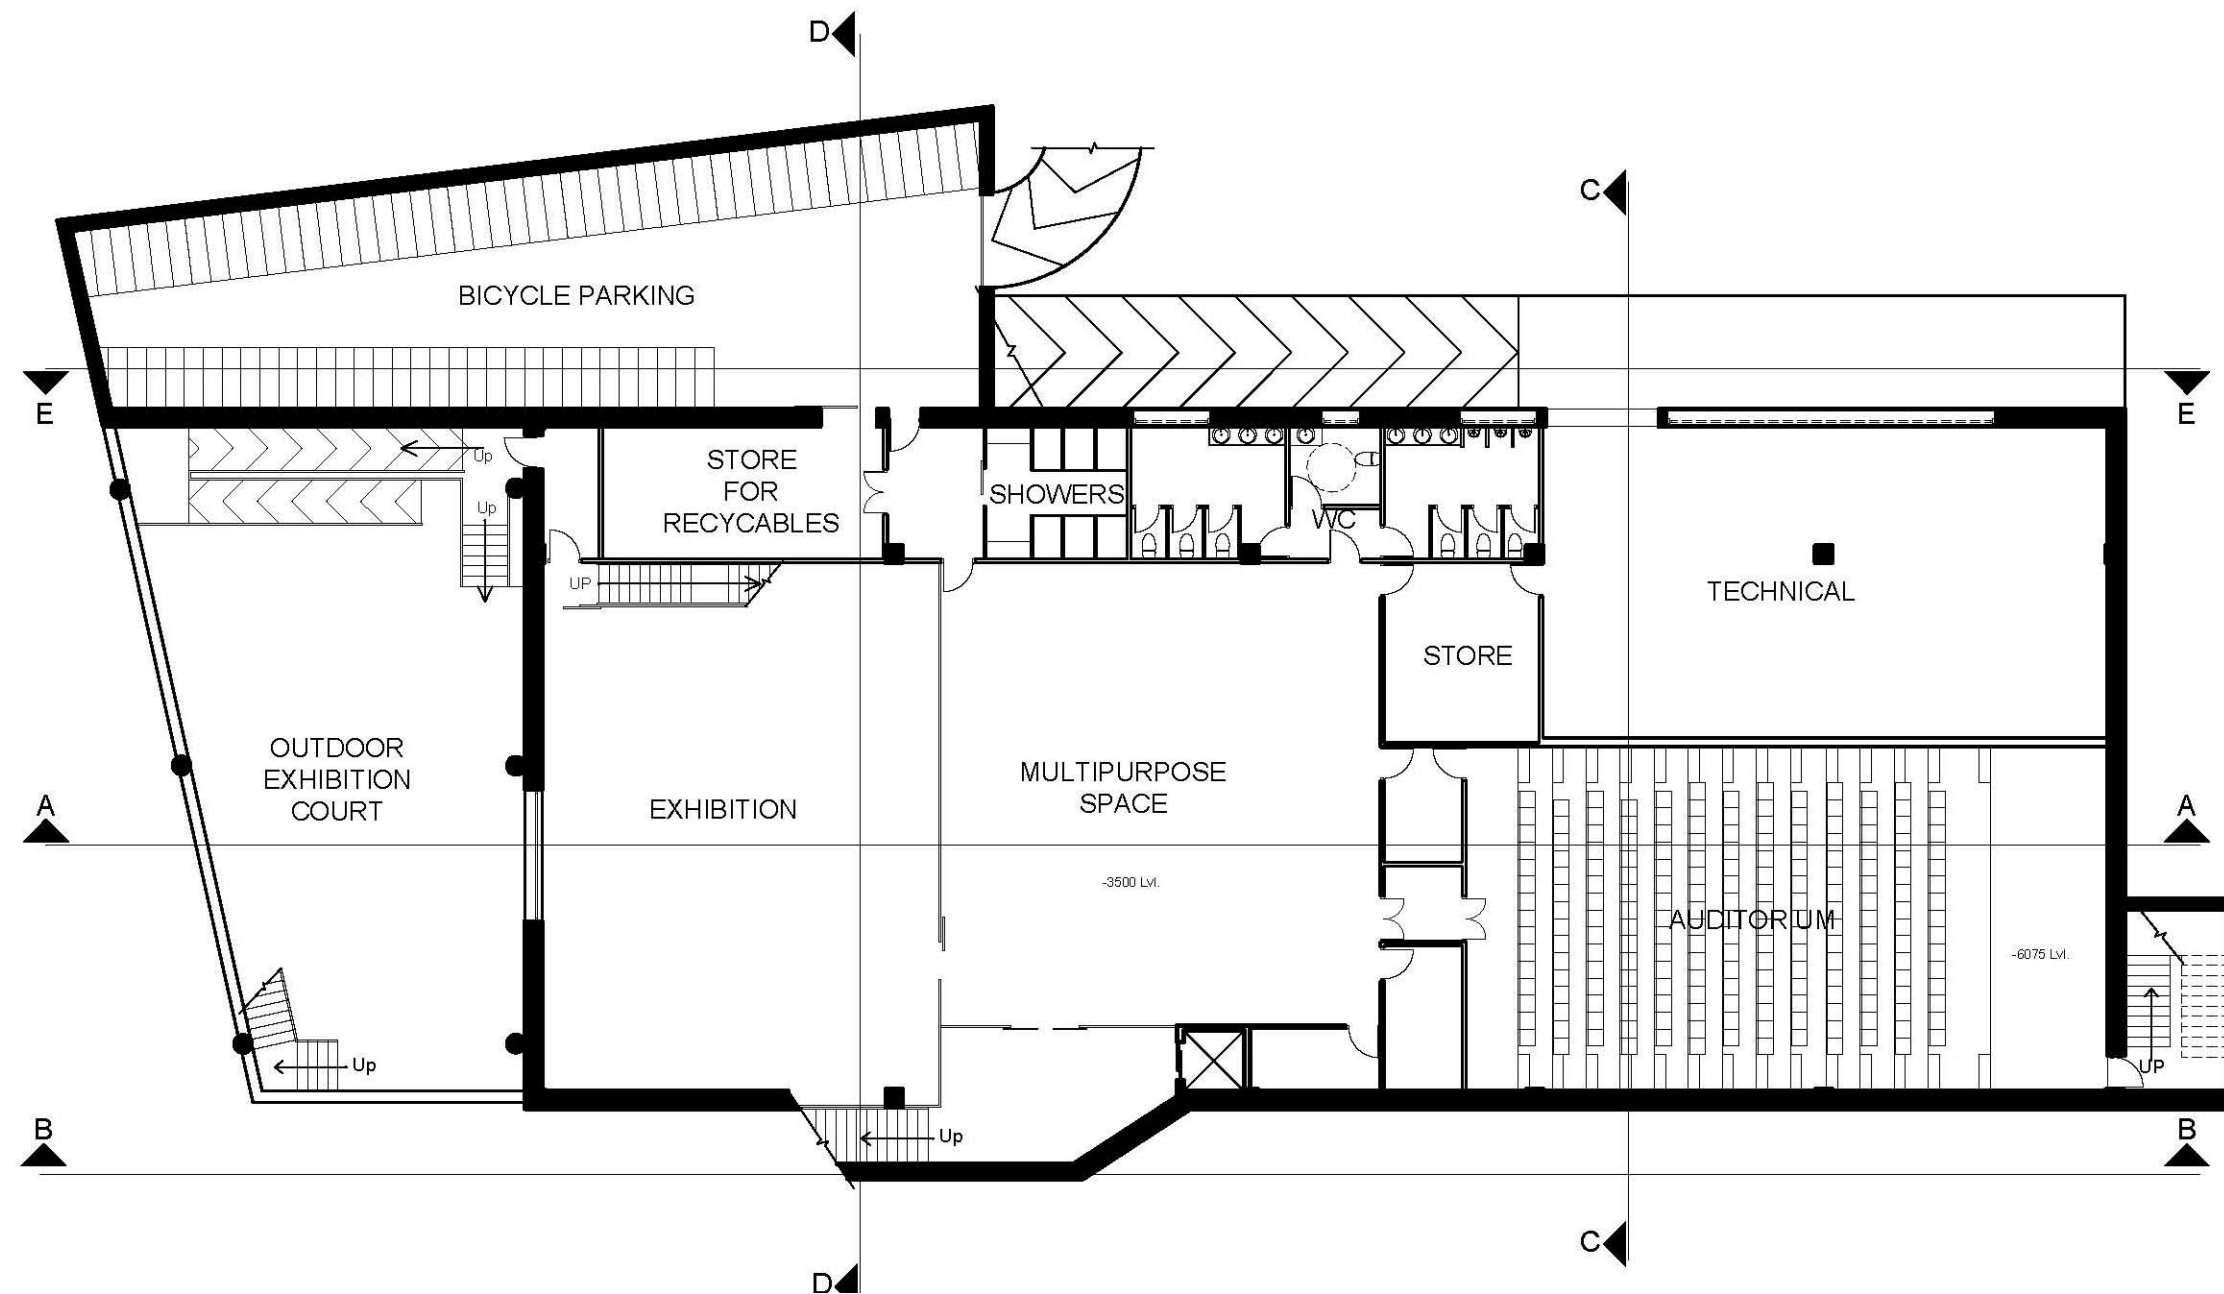 D
C
BICYCLE PARKING
E
E
Up
STORE
FOR
RECYCABLES
SHOWERS
Up
WC
UP
TECHNICAL
STORE
OUTDOOR
EXHIBITION
COURT
EXHIBITION
MULTIPURPOSE
SPACE
A
A
-3500 Lvl.
AUDITORIUM
-6075 Lvl.
Up
UP
B
Up
B
C
D